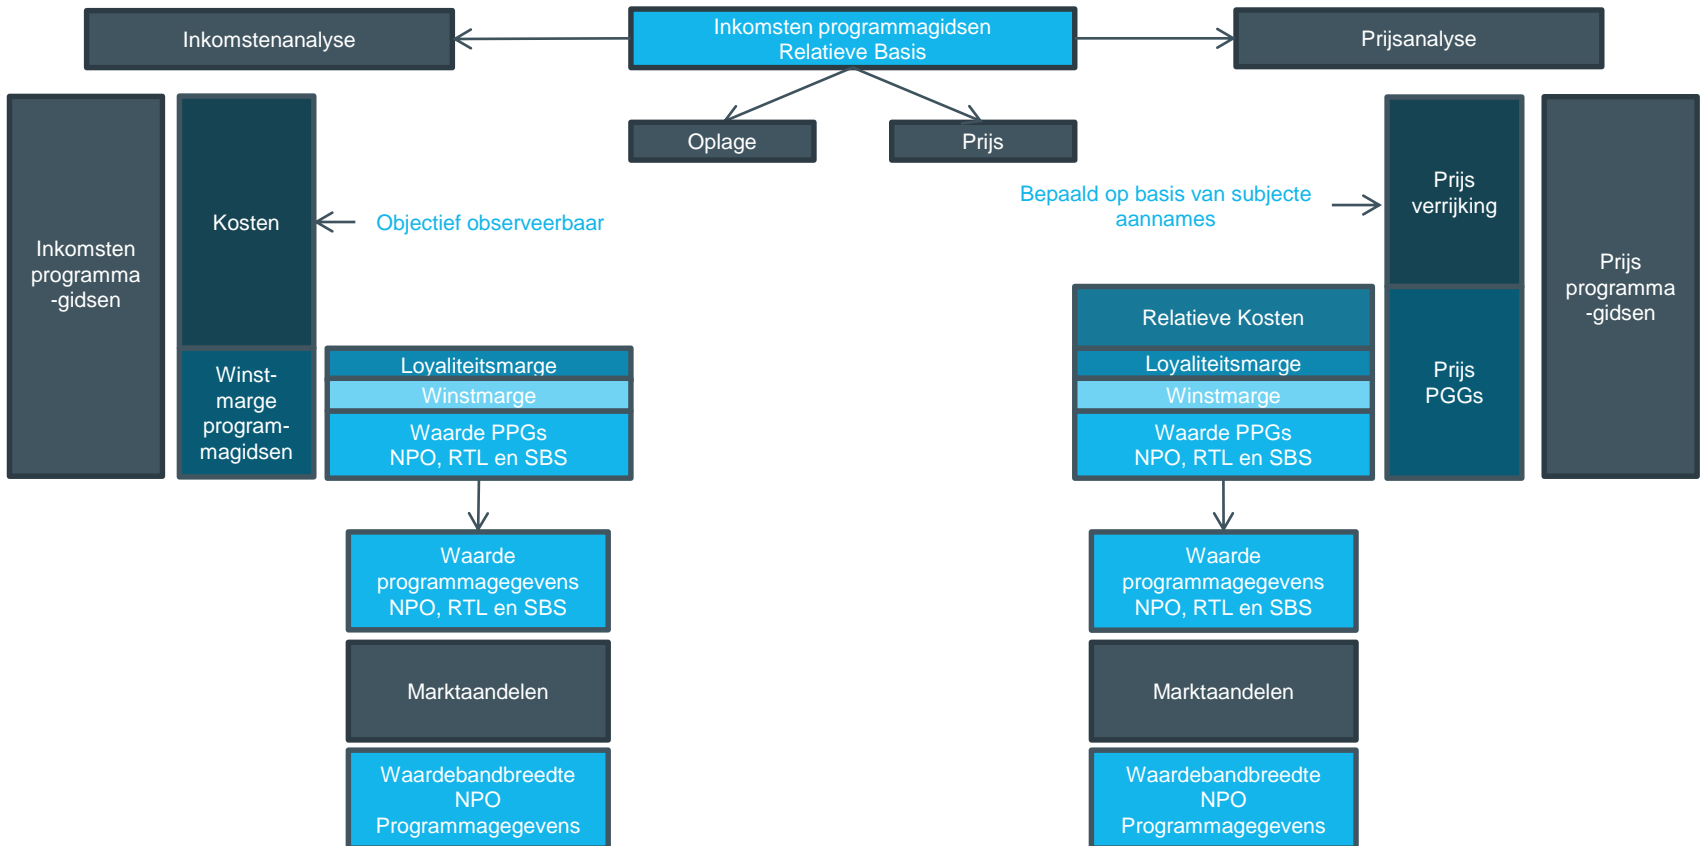 Inkomstenanalyse
Inkomsten programmagidsen
Relatieve Basis
Prijsanalyse
Oplage
Prijs
Inkomsten
programma
-gidsen
Kosten
Objectief observeerbaar
Winst-
marge
program-
magidsen
Loyaliteitsmarge
Winstmarge
Waarde PPGs
NPO, RTL en SBS
Waarde
programmagegevens
NPO, RTL en SBS
Marktaandelen
Waardebandbreedte
NPO
Programmagegevens
Bepaald op basis van subjecte
aannames
Prijs
verrijking
Prijs
programma
-gidsen
Relatieve Kosten
Loyaliteitsmarge
Winstmarge
Waarde PPGs
NPO, RTL en SBS
Prijs
PGGs
Waarde
programmagegevens
NPO, RTL en SBS
Marktaandelen
Waardebandbreedte
NPO
Programmagegevens